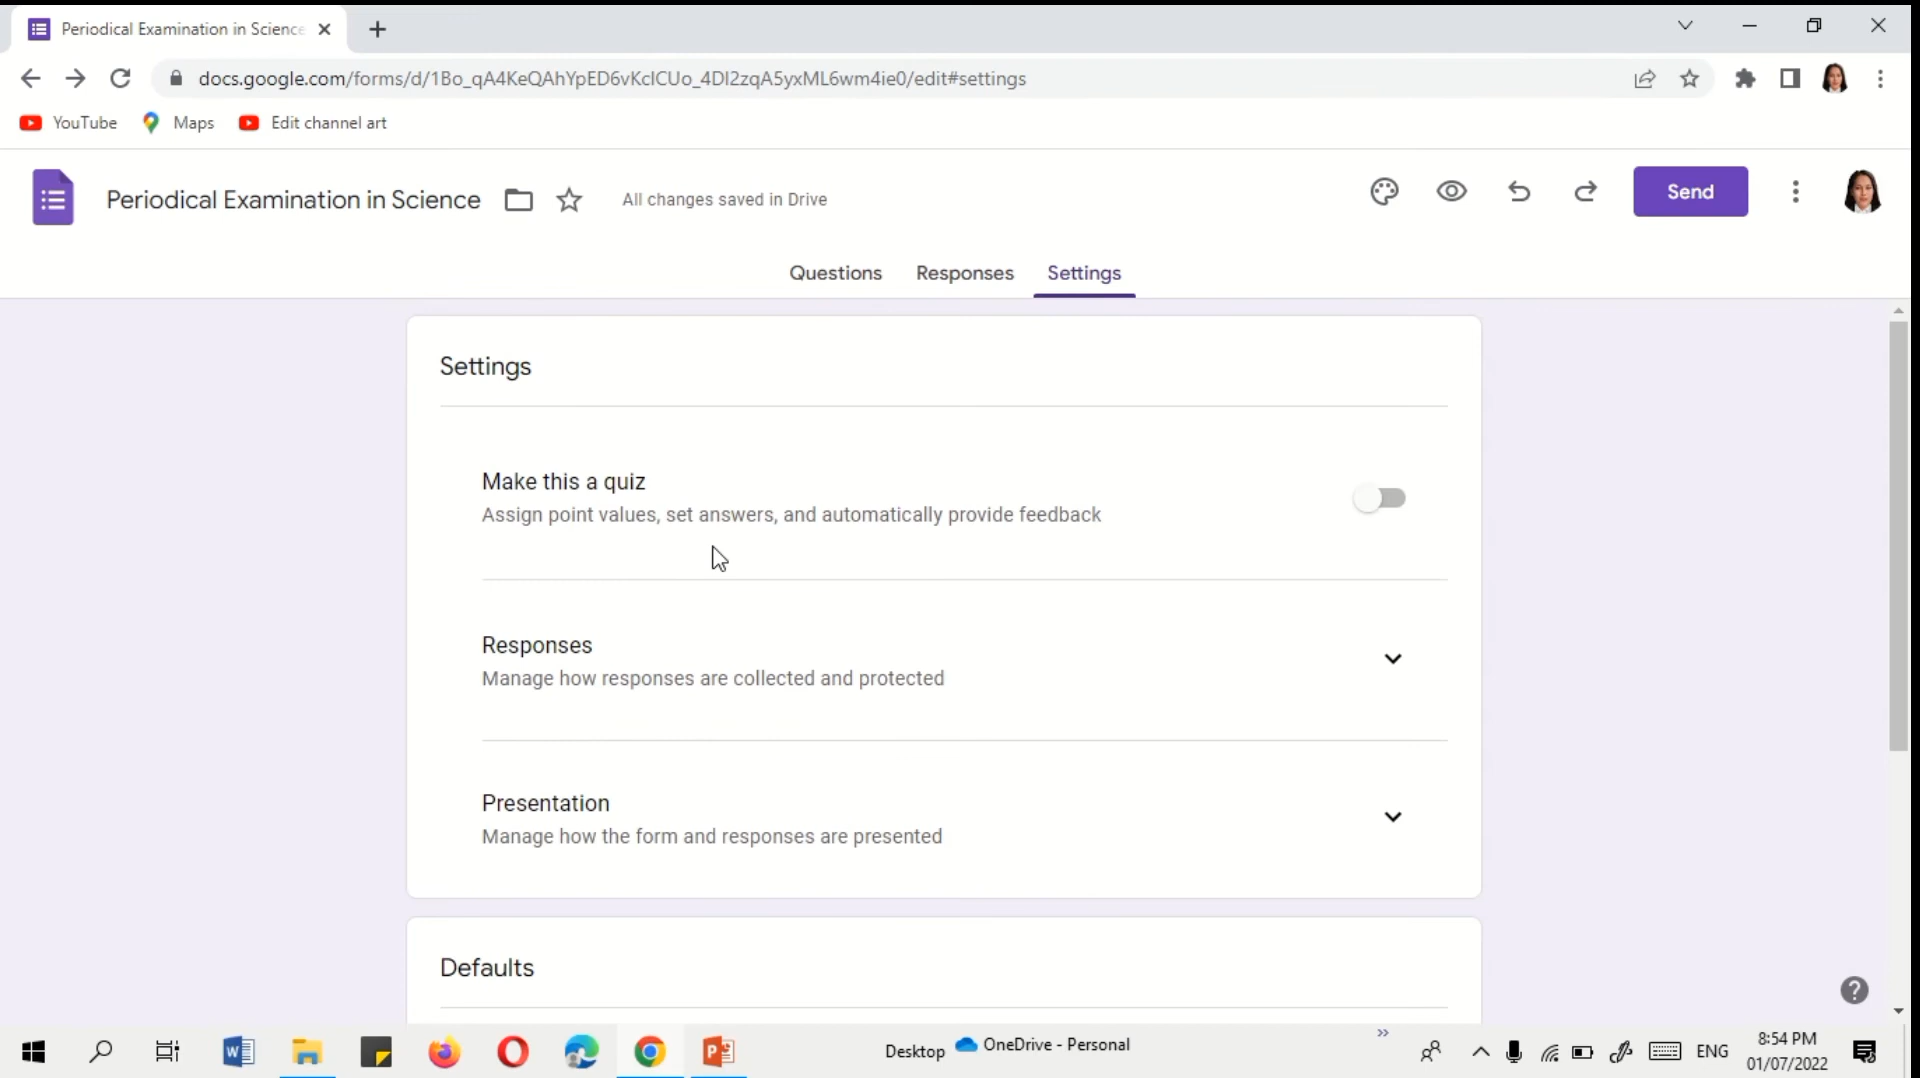 Periodical Examination in Science
docs.google.com/forms/d/1Bo_qA4KeQAhYpED6vKcICUo_4DI2zqA5yxML6wm4ie0/edit#settings
YouTube Maps Edit channel art
Periodical Examination in Science All changes saved in Drive Send
Questions Responses Settings
Settings
Make this a quiz
Assign point values, set answers, and automatically provide feedback
Responses
Manage how responses are collected and protected
Presentation
Manage how the form and responses are presented
Defaults
Desktop OneDrive - Personal ENG 8:54 PM
01/07/2022